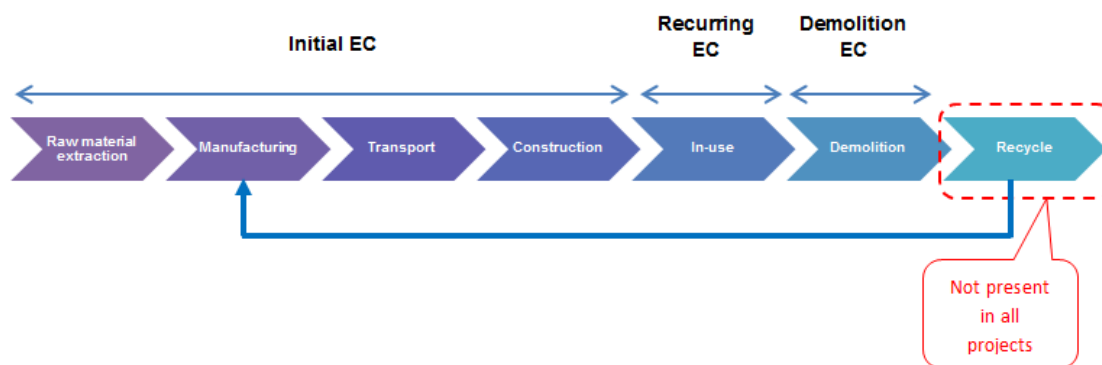 Initial EC
Recurring
EC
Demolition
EC
Raw material
extraction
Manufacturing
Transport
Construction
In-use
Demolition
Recycle
Not present
in all
projects